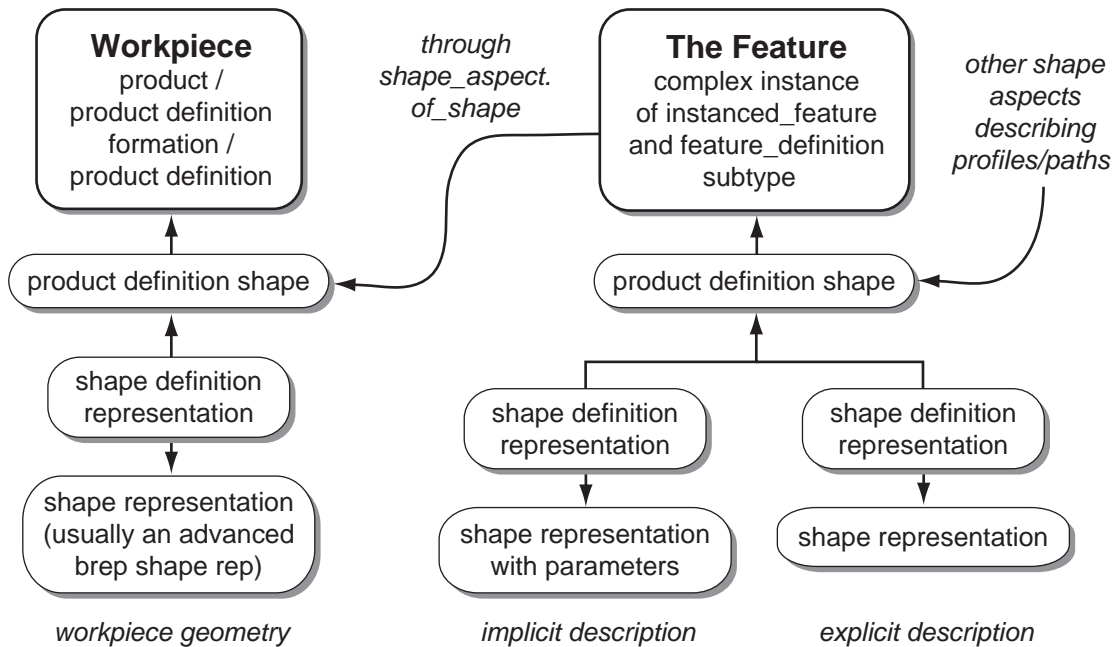 Workpiece
product /
product definition
formation /
product definition
through
shape_aspect.
of_shape
The Feature
complex instance
of instanced_feature
and feature_definition
subtype
other shape
aspects
describing
profiles/paths
product definition shape
product definition shape
shape definition
representation
shape definition
representation
shape definition
representation
shape representation
(usually an advanced
brep shape rep)
shape representation
with parameters
shape representation
workpiece geometry
implicit description
explicit description